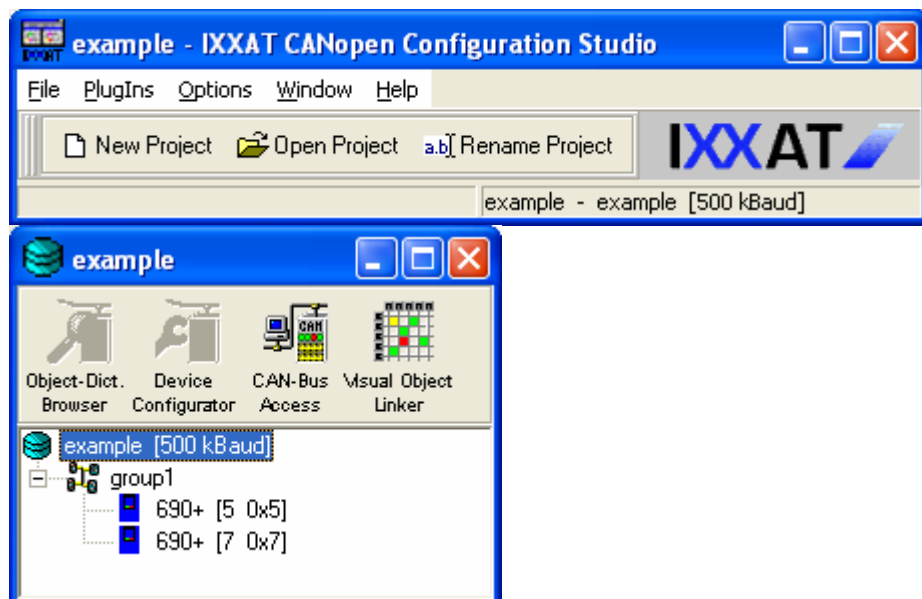 example - IXXAT CANopen Configuration Studio
IXXAT
File PlugIns Options Window Help
New Project Open Project a.b Rename Project IXXAT
example - example [500 kBaud]
example
CAN
Object-Dict. Browser Device Configurator CAN-Bus Access Visual Object Linker
example [500 kBaud]
group1
690+ [5 0x5]
690+ [7 0x7]